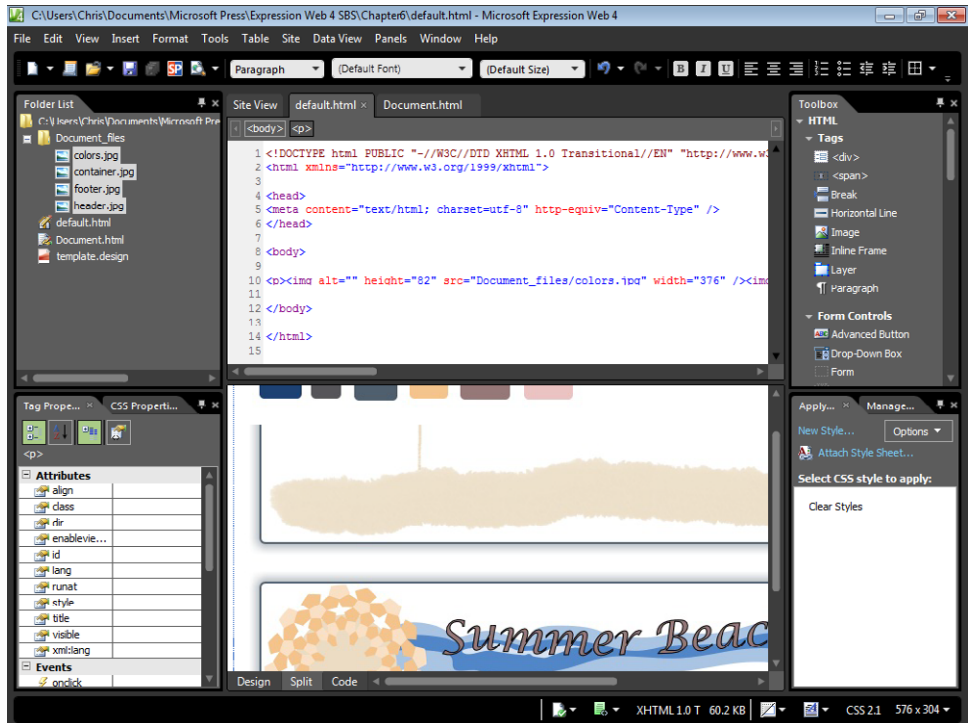 C:\Users\Chris\Documents\Microsoft Press\Expression Web 4 SBS\Chapter6\default.html - Microsoft Expression Web 4
File Edit View Insert Format Tools Table Site Data View Panels Window Help
Paragraph (Default Font) (Default Size) B I U
Folder List
C:\Users\Chris\Documents\Microsoft Pre
Document_files
colors.jpg
container.jpg
footer.jpg
header.jpg
default.html
Document.html
template.design
Site View default.html × Document.html
<body> <p>
1 <!DOCTYPE html PUBLIC "-//W3C//DTD XHTML 1.0 Transitional//EN" "http://www.w3
2 <html xmlns="http://www.w3.org/1999/xhtml">
3
4 <head>
5 <meta content="text/html; charset=utf-8" http-equiv="Content-Type" />
6 </head>
7
8 <body>
9
10 <p><img alt="" height="82" src="Document_files/colors.jpg" width="376" /><img
11
12 </body>
13
14 </html>
15
Toolbox
HTML
Tags
<div>
<span>
Break
Horizontal Line
Image
Inline Frame
Layer
Paragraph
Form Controls
Advanced Button
Drop-Down Box
Form
Tag Prope... × CSS Properti...
<p>
Attributes
align
class
dir
enablevie...
id
lang
runat
style
title
visible
xml:lang
Events
onclick
Summer Beac
Design Split Code
Apply... × Manage...
New Style... Options
Attach Style Sheet...
Select CSS style to apply:
Clear Styles
XHTML 1.0 T 60.2 KB CSS 2.1 576 x 304